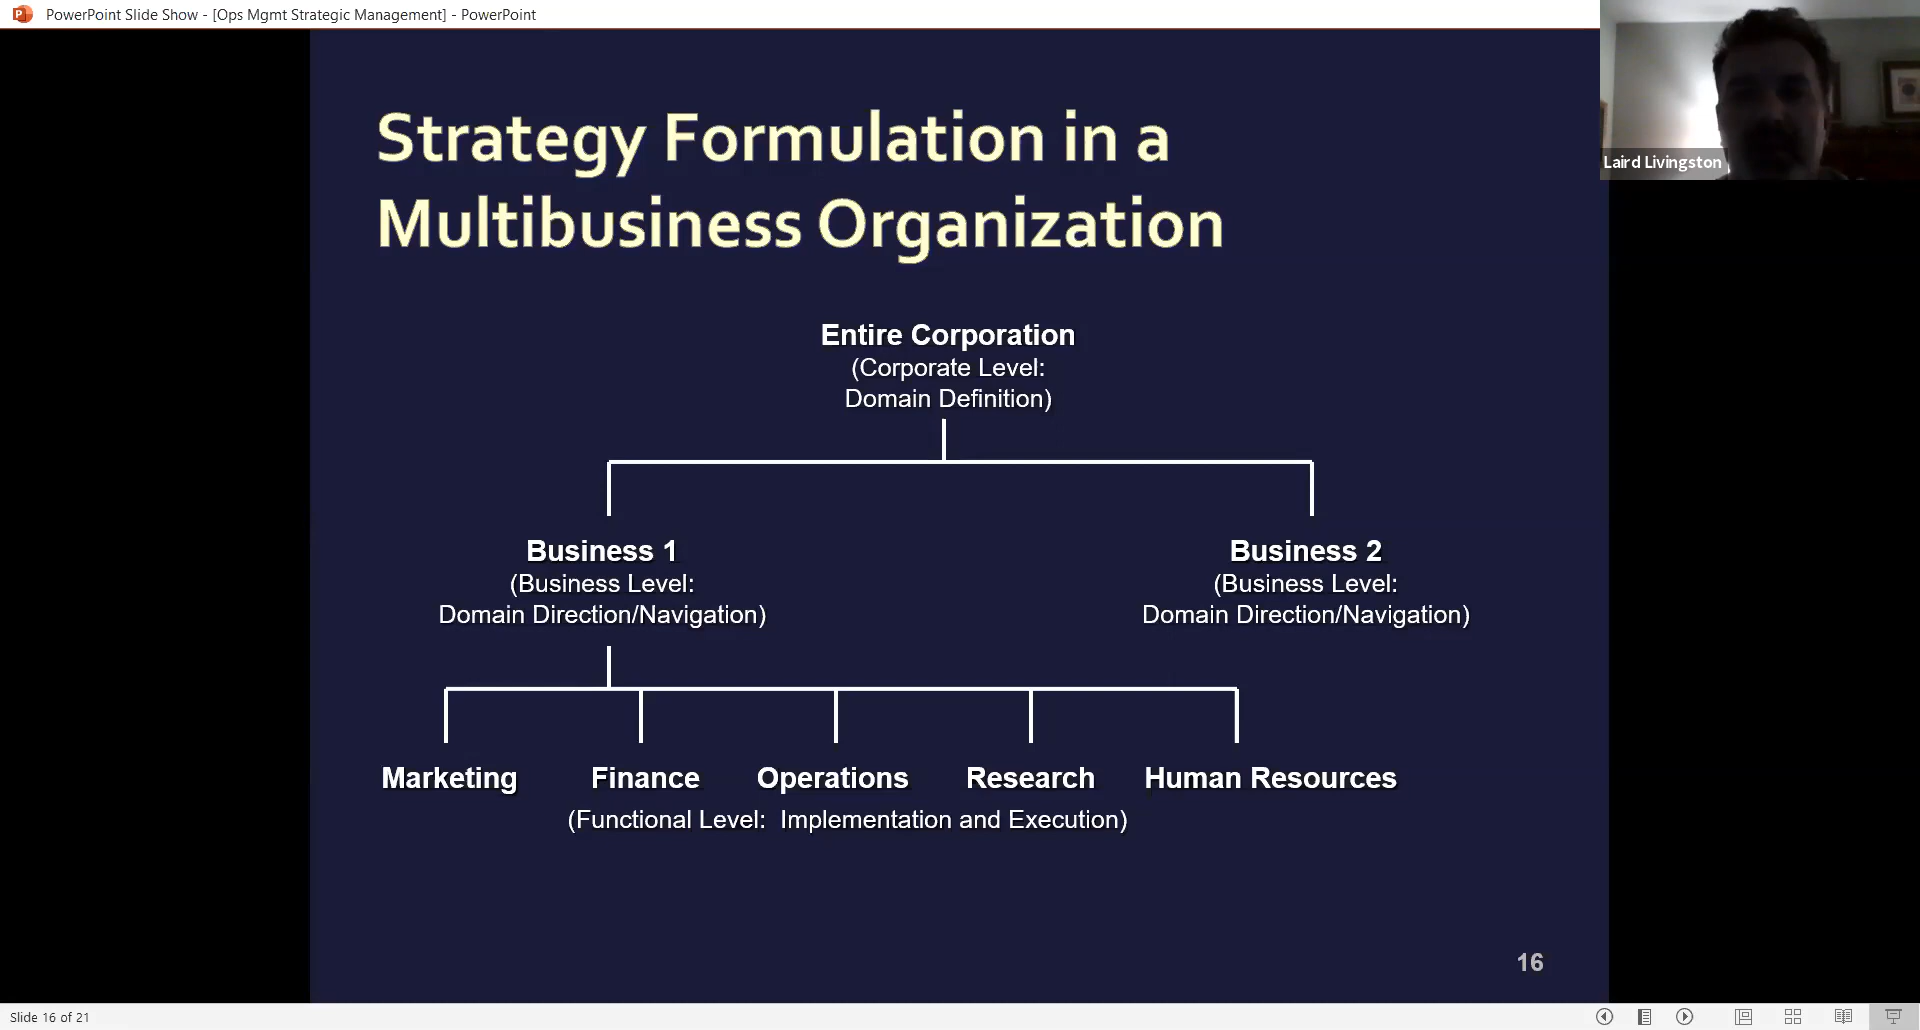 PowerPoint Slide Show - [Ops Mgmt Strategic Management] - PowerPoint
Laird Livingston
Strategy Formulation in a
Multibusiness Organization
Entire Corporation
(Corporate Level:
Domain Definition)
Business 1
(Business Level:
Domain Direction/Navigation)
Business 2
(Business Level:
Domain Direction/Navigation)
Marketing
Finance
Operations
Research
Human Resources
(Functional Level:  Implementation and Execution)
16
Slide 16 of 21